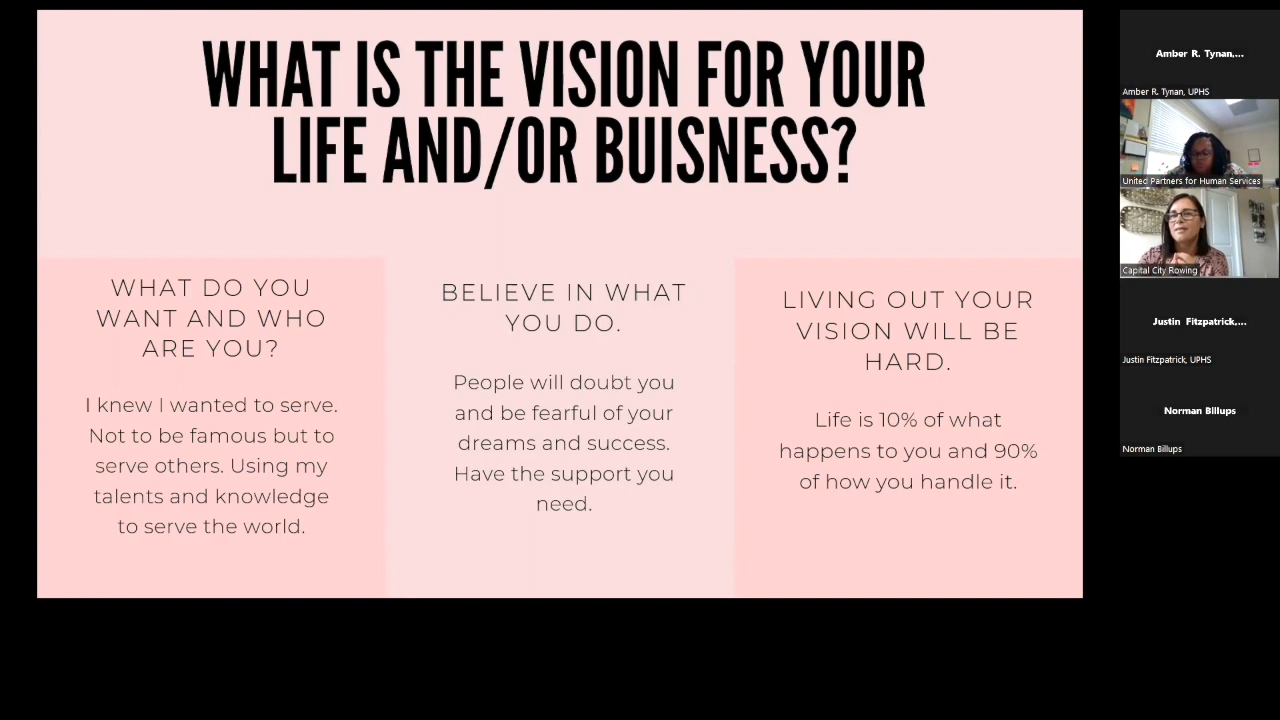 WHAT IS THE VISION FOR YOUR
LIFE AND/OR BUISNESS?
WHAT DO YOU
WANT AND WHO
ARE YOU?
I knew I wanted to serve.
Not to be famous but to
serve others. Using my
talents and knowledge
to serve the world.
BELIEVE IN WHAT
YOU DO.
People will doubt you
and be fearful of your
dreams and success.
Have the support you
need.
LIVING OUT YOUR
VISION WILL BE
HARD.
Life is 10% of what
happens to you and 90%
of how you handle it.
Amber R. Tynan,...
Amber R. Tynan, UPHS
United Partners for Human Services
Capital City Rowing
Justin Fitzpatrick,...
Justin Fitzpatrick, UPHS
Norman Billups
Norman Billups